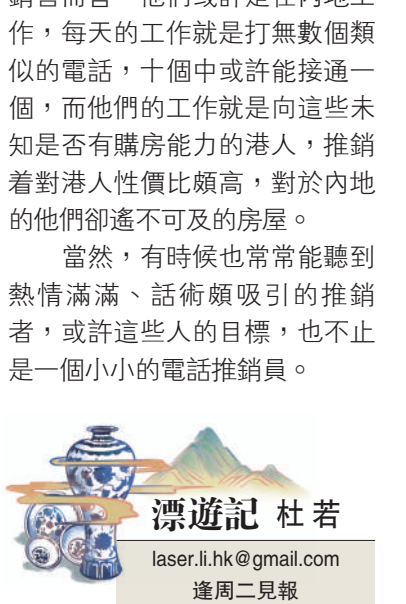 銷售而言，他們或許是在內地工
作，每天的工作就是打無數個類
似的電話，十個中或許能接通一
個，而他們的工作就是向這些未
知是否有購房能力的港人，推銷
着對港人性價比頗高，對於內地
的他們卻遙不可及的房屋。
當然，有時候也常常能聽到
熱情滿滿、話術頗吸引的推銷
者，或許這些人的目標，也不止
是一個小小的電話推銷員。
漂遊記 杜若
laser.li.hk@gmail.com
逢周二見報